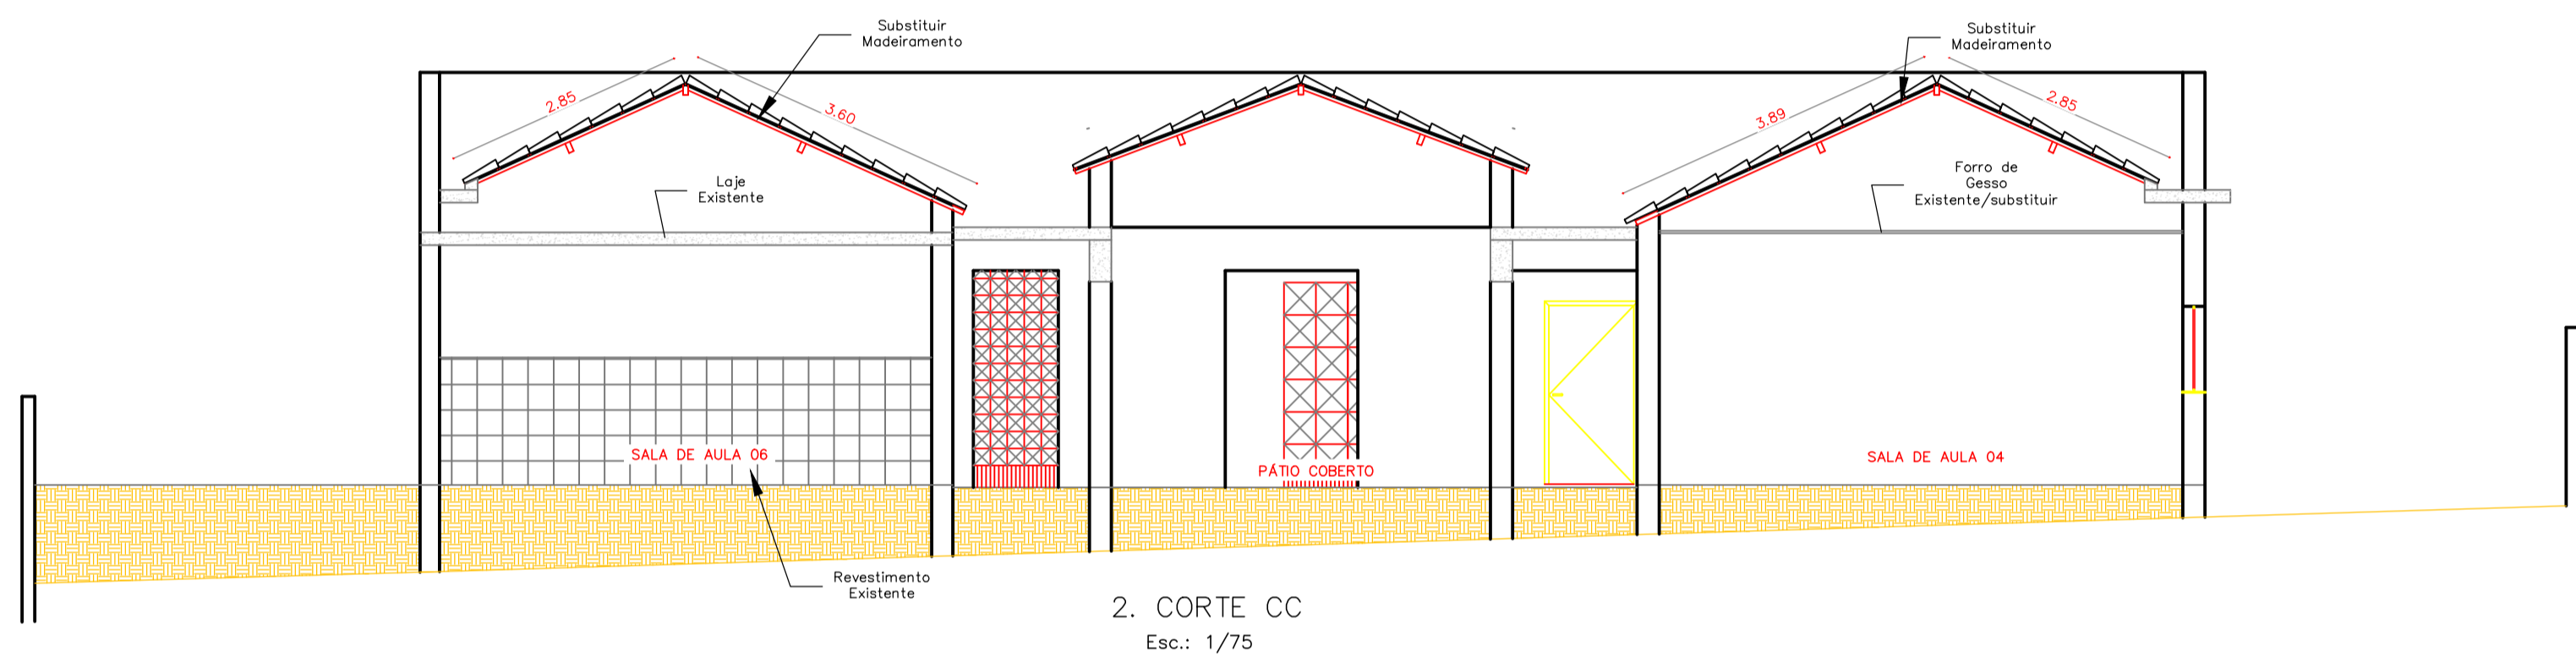 Substituir
Madeiramento
Substituir
Madeiramento
2.85
3.60
3.89
2.85
Laje
Existente
Forro de
Gesso
Existente/substituir
SALA DE AULA 06
PÁTIO COBERTO
SALA DE AULA 04
Revestimento
Existente
2. CORTE CC
Esc.: 1/75